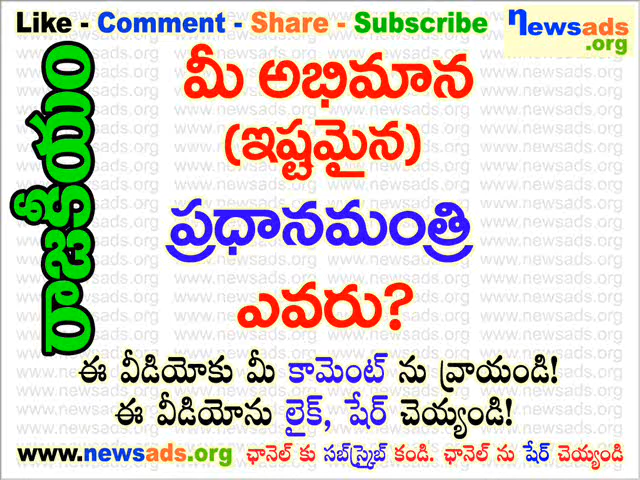 Like - Comment - Share - Subscribe
newsads
.org
రాజకీయం
మీ అభిమాన
(ఇష్టమైన)
ప్రధానమంత్రి
ఎవరు?
ఈ వీడియోకు మీ కామెంట్ ను వ్రాయండి!
ఈ వీడియోను లైక్, షేర్ చెయ్యండి!
www.newsads.org ఛానెల్ కు సబ్‌స్క్రైబ్ కండి. ఛానెల్ ను షేర్ చెయ్యండి